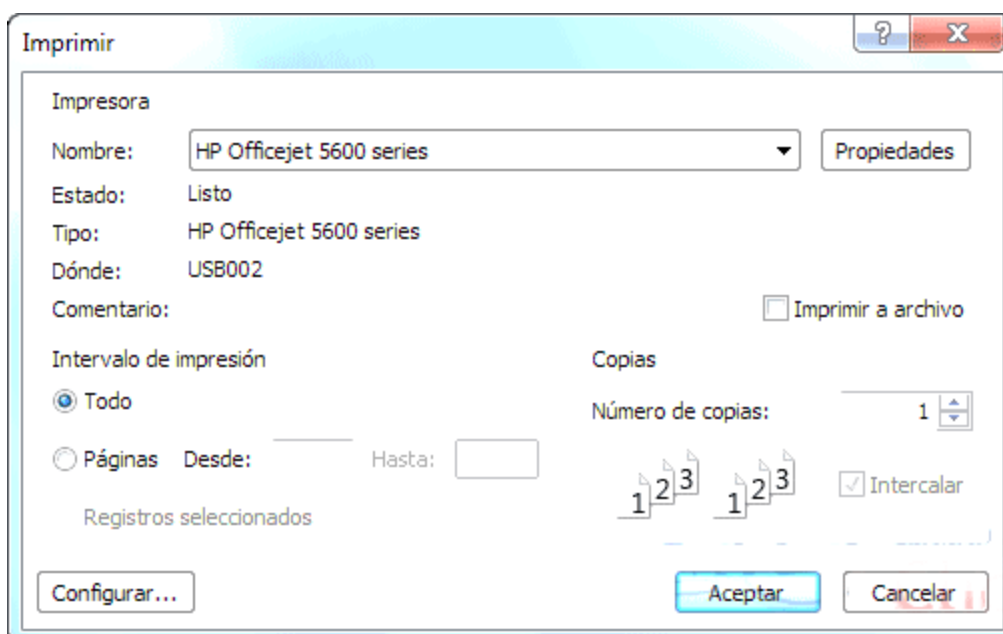 Imprimir
Impresora
Nombre: HP Officejet 5600 series Propiedades
Estado: Listo
Tipo: HP Officejet 5600 series
Dónde: USB002
Comentario: Imprimir a archivo
Intervalo de impresión Copias
Todo
Número de copias: 1
Páginas Desde: Hasta:
1 2 3 1 2 3 Intercalar
Registros seleccionados
Configurar... Aceptar Cancelar